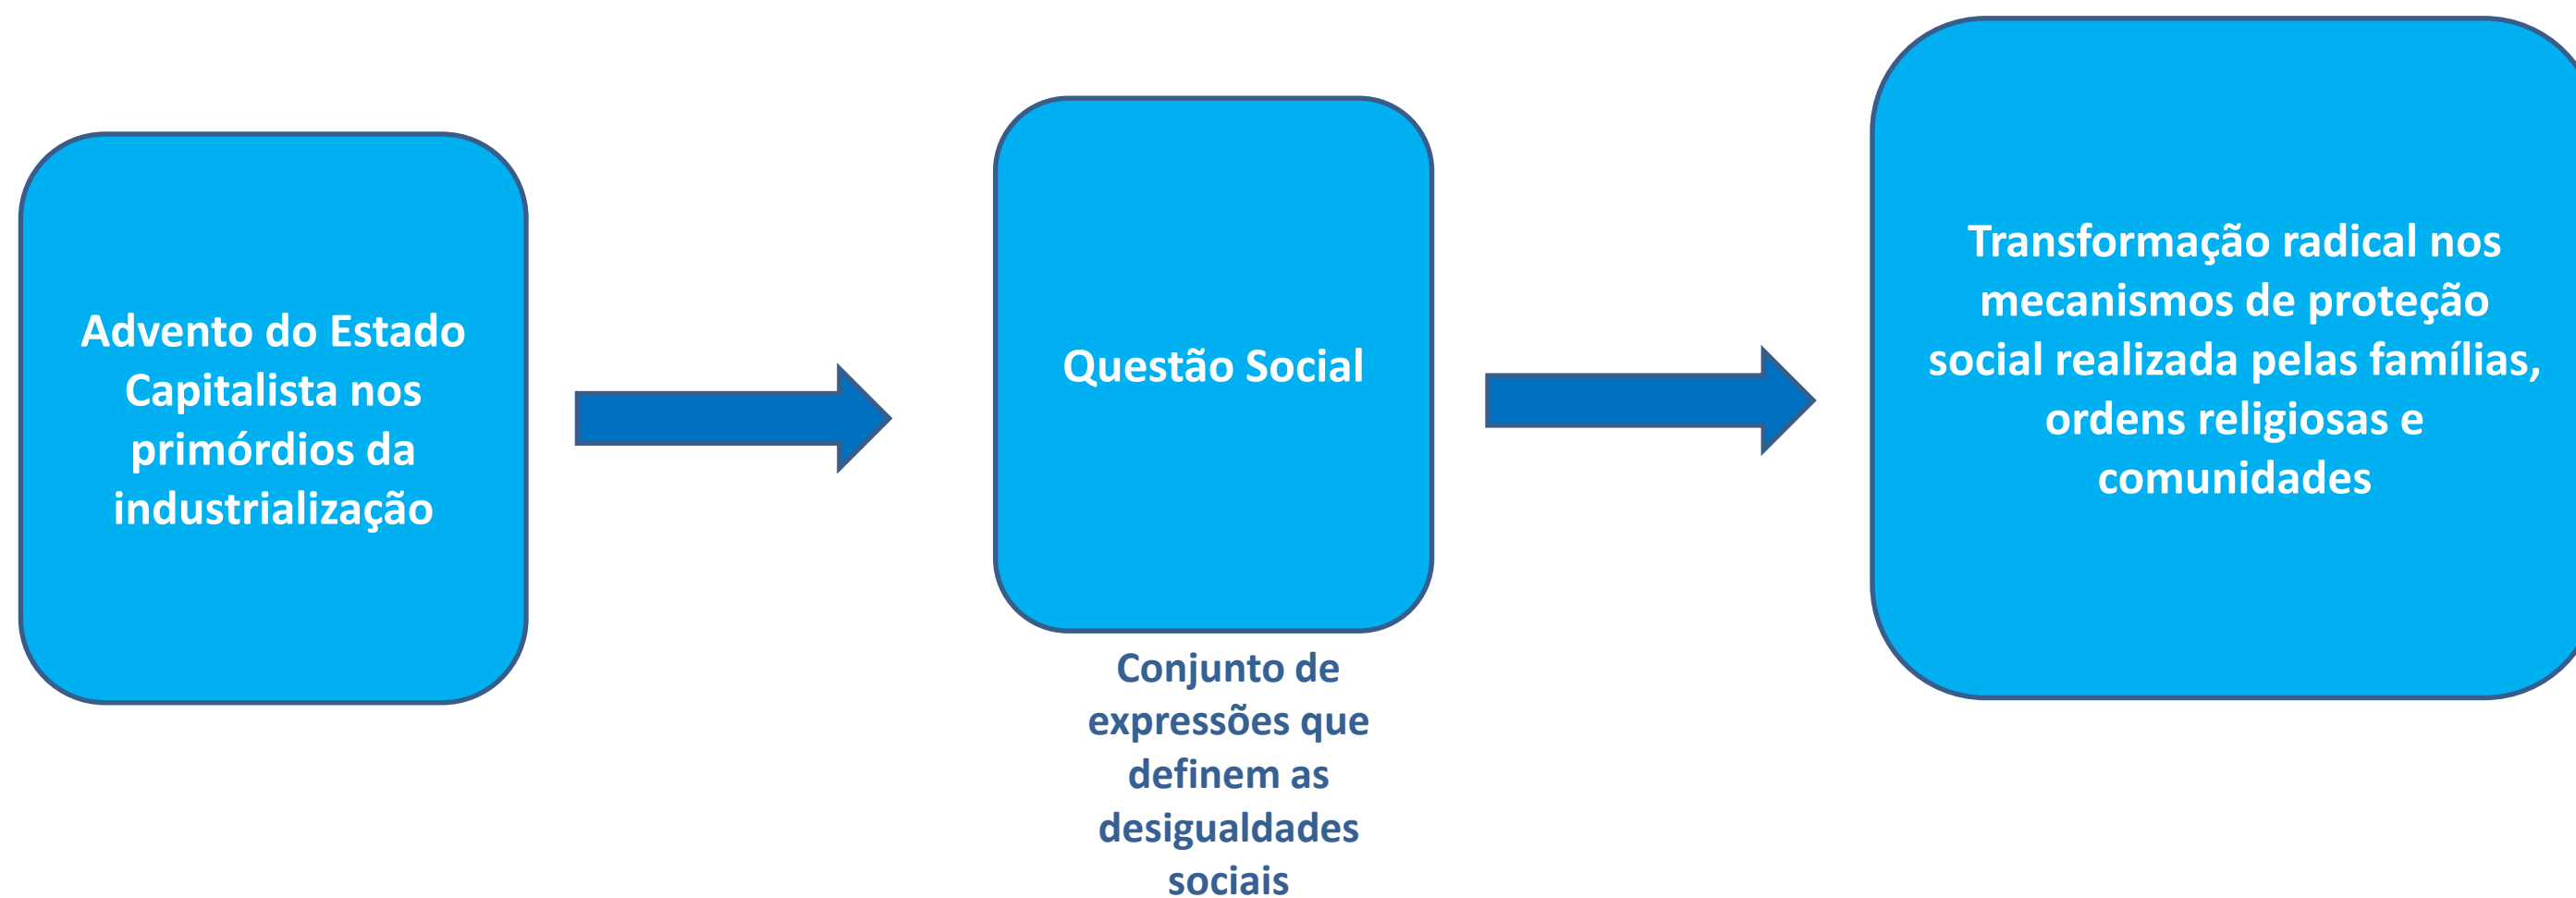 Advento do Estado
Capitalista nos
primórdios da
industrialização
Questão Social
Conjunto de
expressões que
definem as
desigualdades
sociais
Transformação radical nos
mecanismos de proteção
social realizada pelas famílias,
ordens religiosas e
comunidades